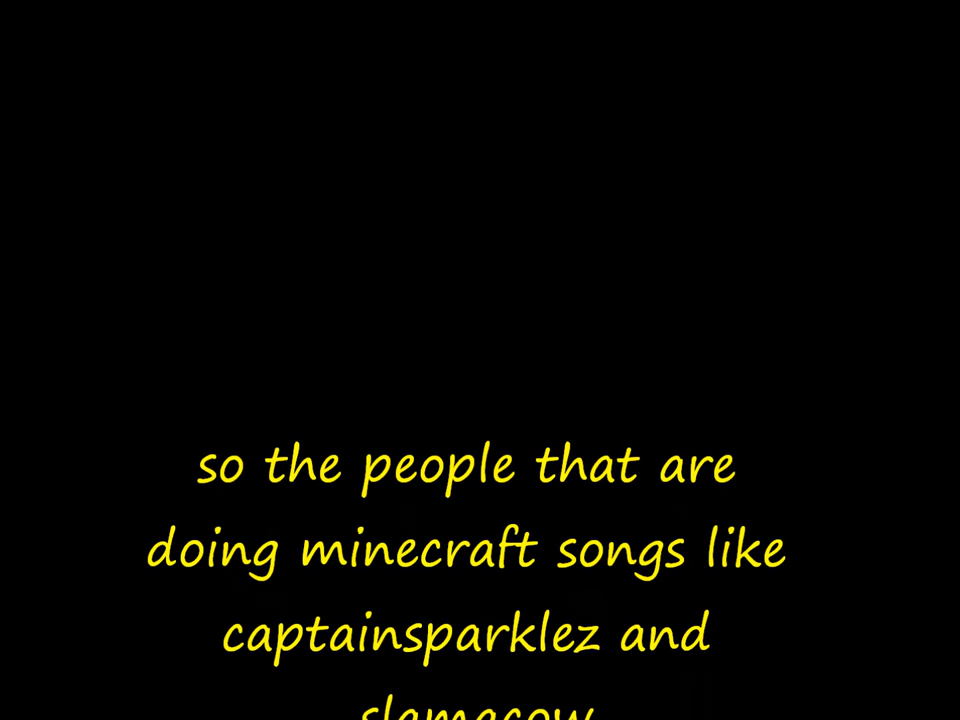 so the people that are
doing minecraft songs like
captainsparklez and
slamacow